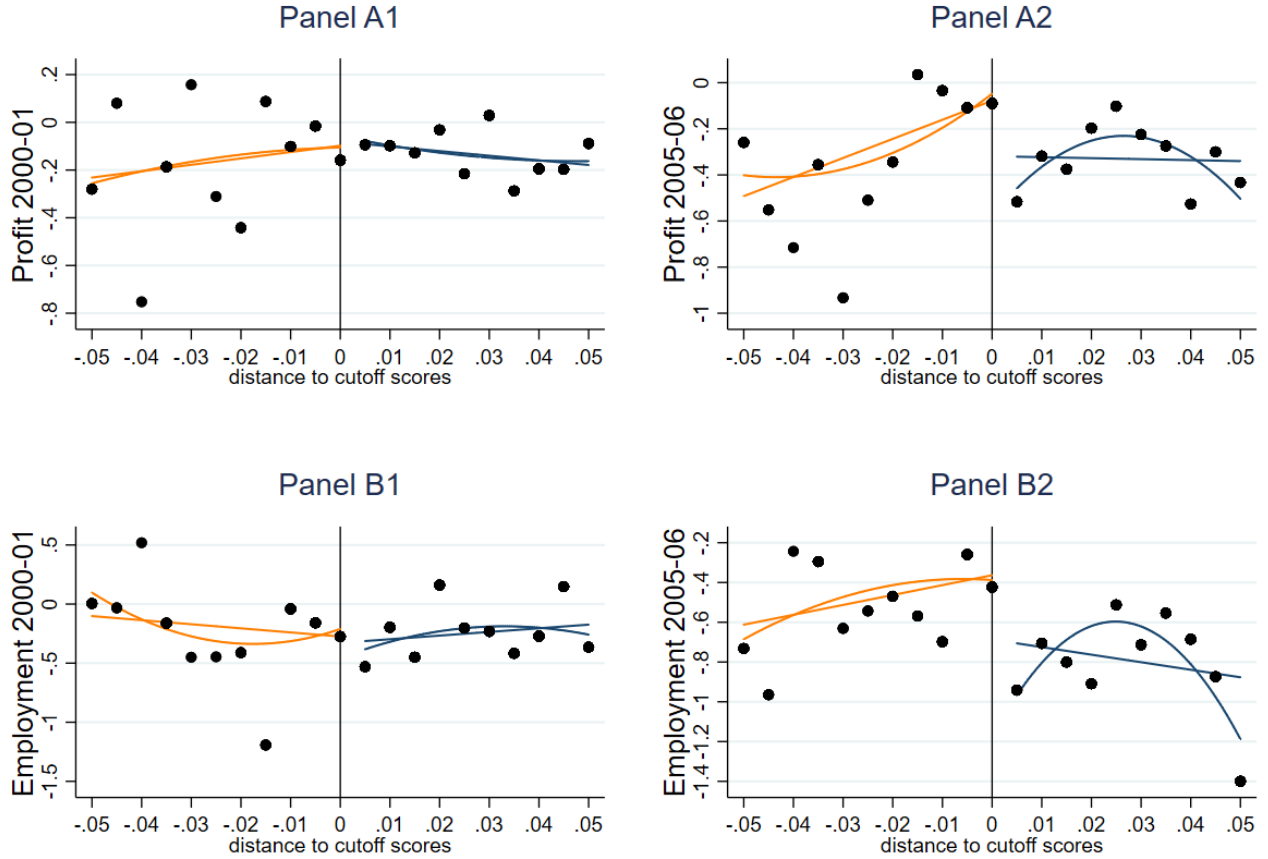 Panel A1
Profit 2000-01
.2
0
-.2
-.4
-.6
-.8
-.05 -.04 -.03 -.02 -.01 0 .01 .02 .03 .04 .05
distance to cutoff scores
Panel A2
Profit 2005-06
0
-.2
-.4
-.6
-.8
-1
-.05 -.04 -.03 -.02 -.01 0 .01 .02 .03 .04 .05
distance to cutoff scores
Panel B1
Employment 2000-01
.5
0
-.5
-1
-1.5
-.05 -.04 -.03 -.02 -.01 0 .01 .02 .03 .04 .05
distance to cutoff scores
Panel B2
Employment 2005-06
-.2
-.4
-.6
-.8
-1
-1.2
-1.4
-.05 -.04 -.03 -.02 -.01 0 .01 .02 .03 .04 .05
distance to cutoff scores